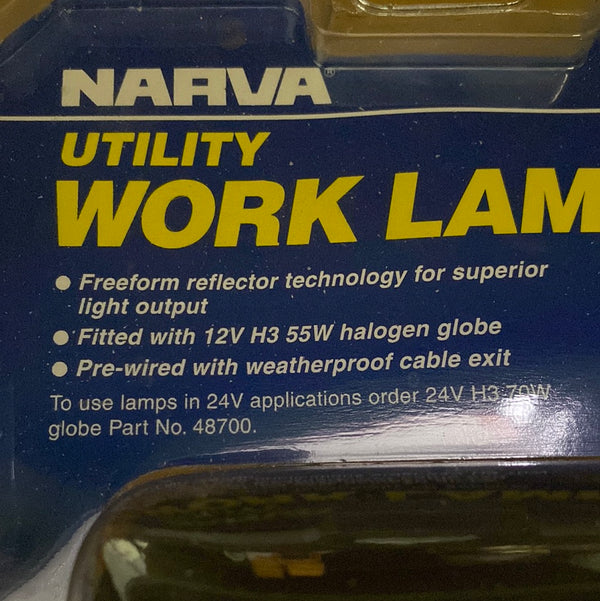 NARVA®
UTILITY
WORK LAM
• Freeform reflector technology for superior
light output
• Fitted with 12V H3 55W halogen globe
• Pre-wired with weatherproof cable exit
To use lamps in 24V applications order 24V H3 70W
globe Part No. 48700.